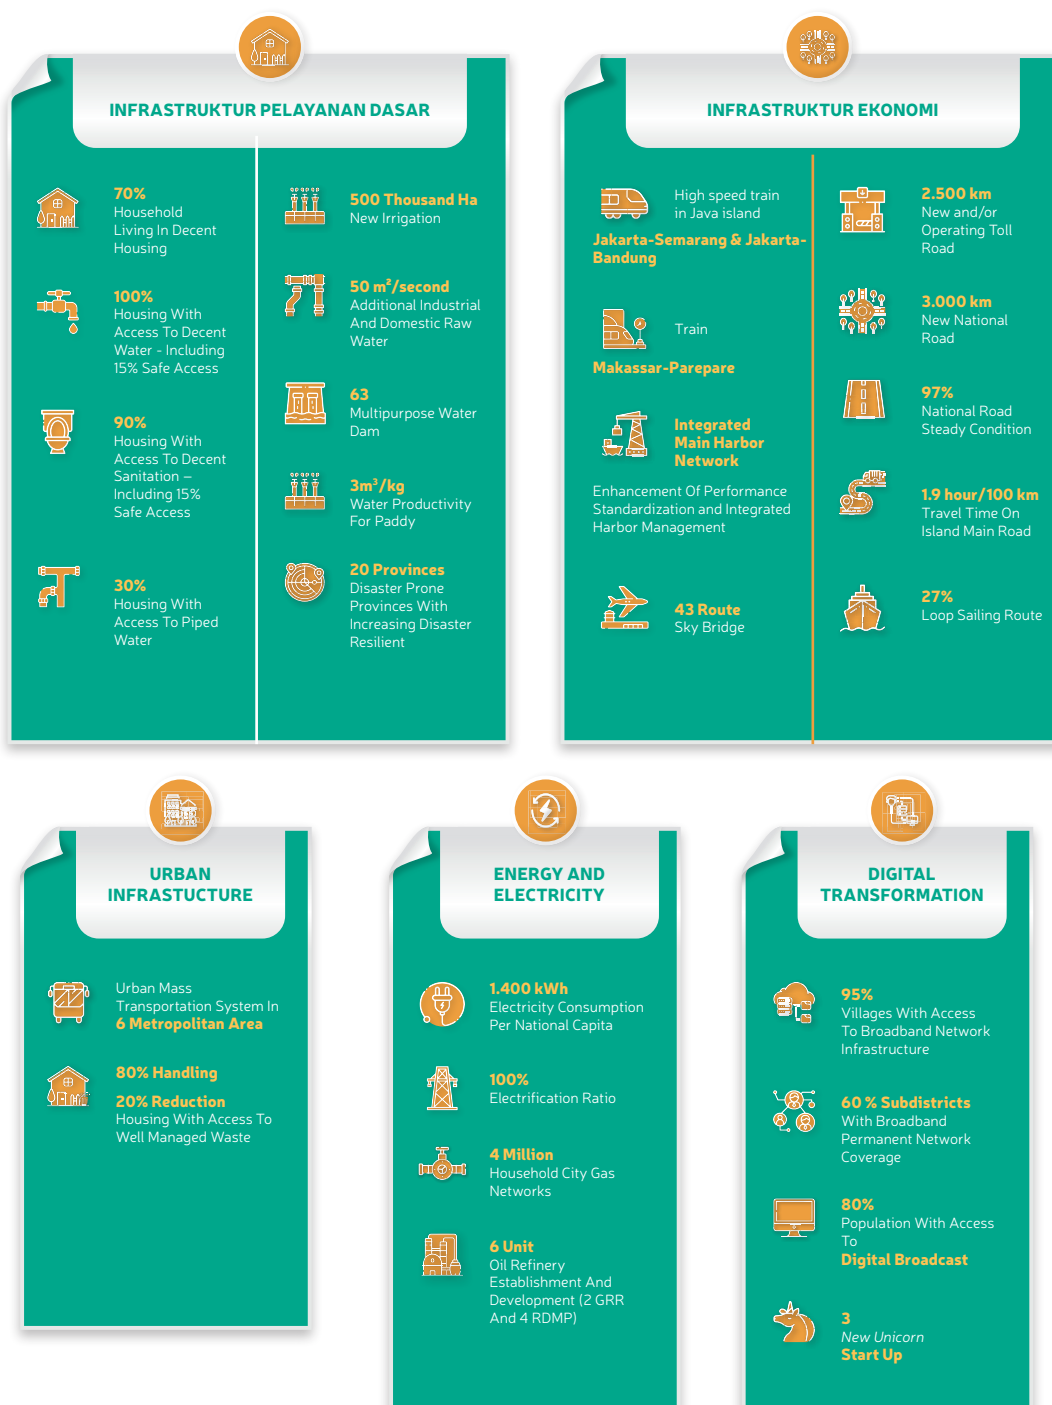 INFRASTRUKTUR PELAYANAN DASAR
70%
Household
Living In Decent
Housing
100%
Housing With
Access To Decent
Water - Including
15% Safe Access
90%
Housing With
Access To Decent
Sanitation –
Including 15%
Safe Access
30%
Housing With
Access To Piped
Water
500 Thousand Ha
New Irrigation
50 m²/second
Additional Industrial
And Domestic Raw
Water
63
Multipurpose Water
Dam
3m³/kg
Water Productivity
For Paddy
20 Provinces
Disaster Prone
Provinces With
Increasing Disaster
Resilient
INFRASTRUKTUR EKONOMI
High speed train
in Java island
Jakarta-Semarang & Jakarta-
Bandung
Train
Makassar-Parepare
Integrated
Main Harbor
Network
Enhancement Of Performance
Standardization and Integrated
Harbor Management
43 Route
Sky Bridge
2.500 km
New and/or
Operating Toll
Road
3.000 km
New National
Road
97%
National Road
Steady Condition
1.9 hour/100 km
Travel Time On
Island Main Road
27%
Loop Sailing Route
URBAN
INFRASTUCTURE
Urban Mass
Transportation System In
6 Metropolitan Area
80% Handling
20% Reduction
Housing With Access To
Well Managed Waste
ENERGY AND
ELECTRICITY
1.400 kWh
Electricity Consumption
Per National Capita
100%
Electrification Ratio
4 Million
Household City Gas
Networks
6 Unit
Oil Refinery
Establishment And
Development (2 GRR
And 4 RDMP)
DIGITAL
TRANSFORMATION
95%
Villages With Access
To Broadband Network
Infrastructure
60 % Subdistricts
With Broadband
Permanent Network
Coverage
80%
Population With Access
To
Digital Broadcast
3
New Unicorn
Start Up